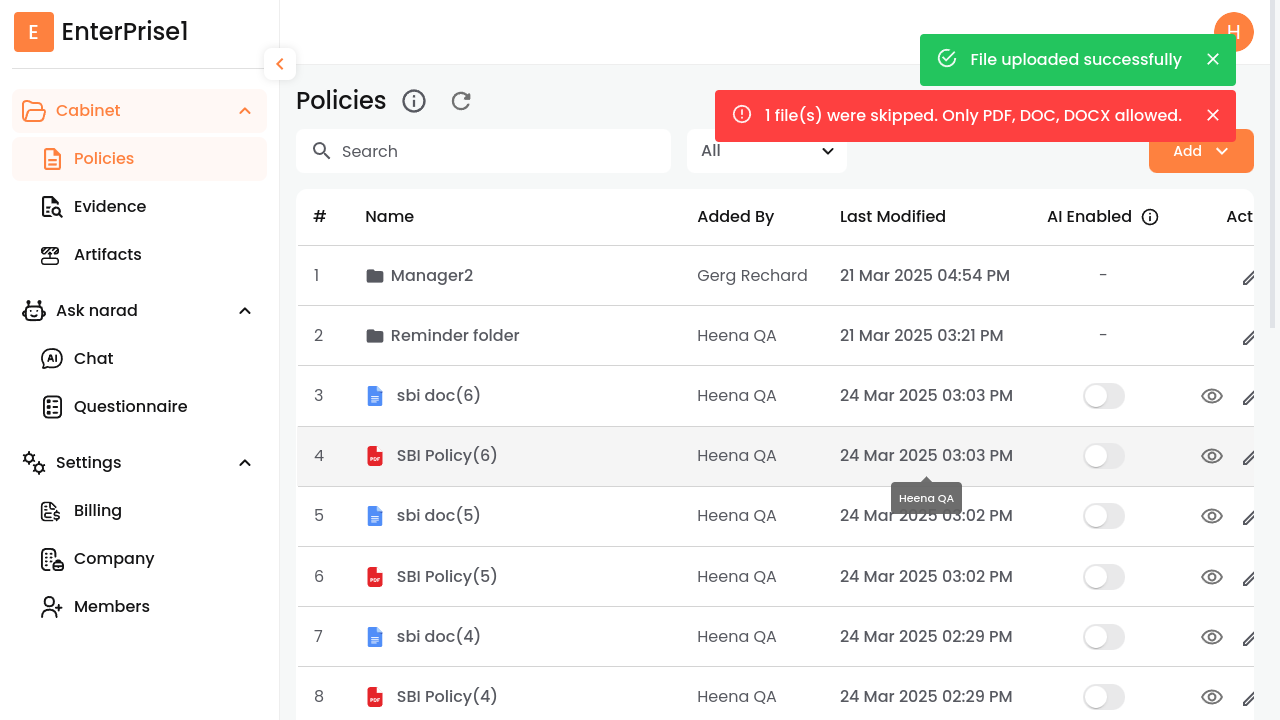 E EnterPrise1
H
File uploaded successfully
1 file(s) were skipped. Only PDF, DOC, DOCX allowed.
Cabinet
Policies
Evidence
Artifacts
Ask narad
AI Chat
Questionnaire
Settings
Billing
Company
Members
Policies
Search
All
Add
# Name Added By Last Modified AI Enabled Act
1 Manager2 Gerg Rechard 21 Mar 2025 04:54 PM -
2 Reminder folder Heena QA 21 Mar 2025 03:21 PM -
3 sbi doc(6) Heena QA 24 Mar 2025 03:03 PM
4 PDF SBI Policy(6) Heena QA 24 Mar 2025 03:03 PM
Heena QA
5 sbi doc(5) Heena QA 24 Mar 2025 03:02 PM
6 PDF SBI Policy(5) Heena QA 24 Mar 2025 03:02 PM
7 sbi doc(4) Heena QA 24 Mar 2025 02:29 PM
8 PDF SBI Policy(4) Heena QA 24 Mar 2025 02:29 PM